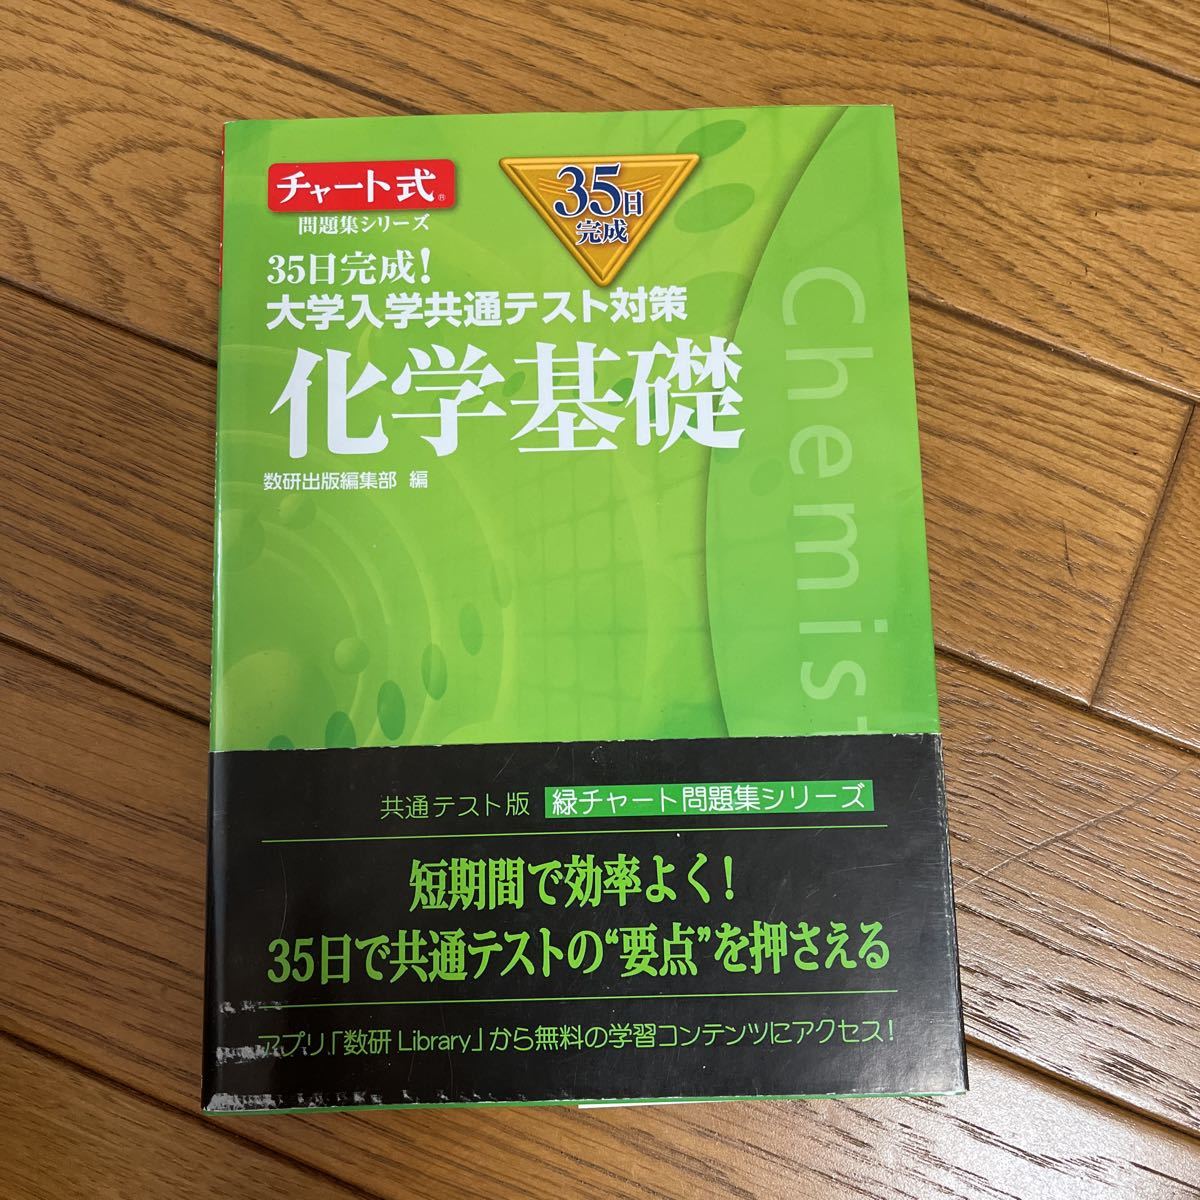 チャート式®
問題集シリーズ
35日
完成
35日完成！
大学入学共通テスト対策
化学基礎
数研出版編集部 編
Chemist
共通テスト版 緑チャート問題集シリーズ
短期間で効率よく！
35日で共通テストの“要点”を押さえる
アプリ「数研 Library」から無料の学習コンテンツにアクセス！